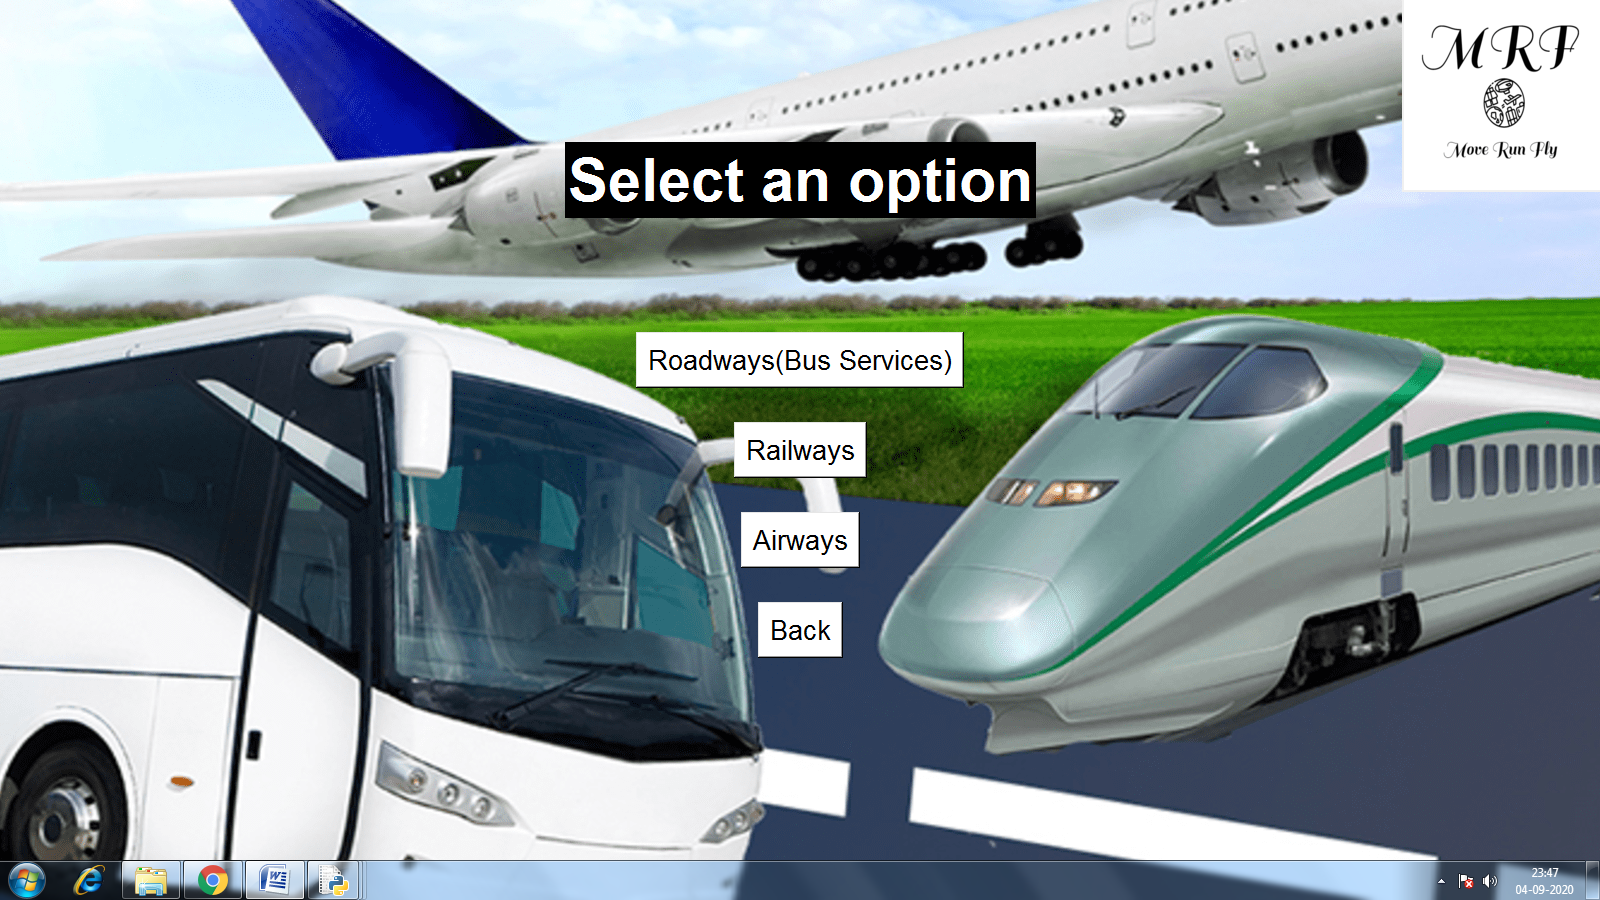 MRF
Move Run Fly
Select an option
Roadways(Bus Services)
Railways
Airways
Back
23:47
04-09-2020